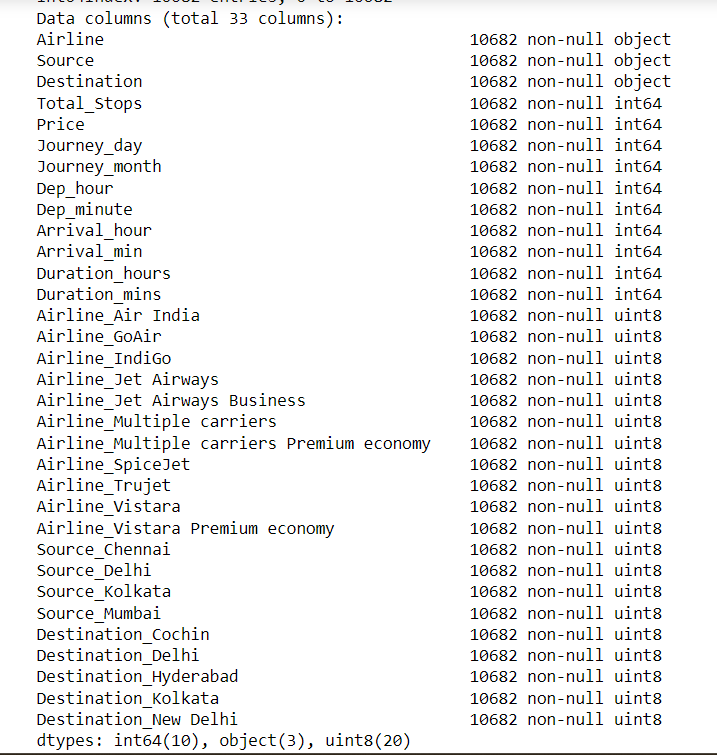 Data columns (total 33 columns):
Airline 10682 non-null object
Source 10682 non-null object
Destination 10682 non-null object
Total_Stops 10682 non-null int64
Price 10682 non-null int64
Journey_day 10682 non-null int64
Journey_month 10682 non-null int64
Dep_hour 10682 non-null int64
Dep_minute 10682 non-null int64
Arrival_hour 10682 non-null int64
Arrival_min 10682 non-null int64
Duration_hours 10682 non-null int64
Duration_mins 10682 non-null int64
Airline_Air India 10682 non-null uint8
Airline_GoAir 10682 non-null uint8
Airline_IndiGo 10682 non-null uint8
Airline_Jet Airways 10682 non-null uint8
Airline_Jet Airways Business 10682 non-null uint8
Airline_Multiple carriers 10682 non-null uint8
Airline_Multiple carriers Premium economy 10682 non-null uint8
Airline_SpiceJet 10682 non-null uint8
Airline_Trujet 10682 non-null uint8
Airline_Vistara 10682 non-null uint8
Airline_Vistara Premium economy 10682 non-null uint8
Source_Chennai 10682 non-null uint8
Source_Delhi 10682 non-null uint8
Source_Kolkata 10682 non-null uint8
Source_Mumbai 10682 non-null uint8
Destination_Cochin 10682 non-null uint8
Destination_Delhi 10682 non-null uint8
Destination_Hyderabad 10682 non-null uint8
Destination_Kolkata 10682 non-null uint8
Destination_New Delhi 10682 non-null uint8
dtypes: int64(10), object(3), uint8(20)